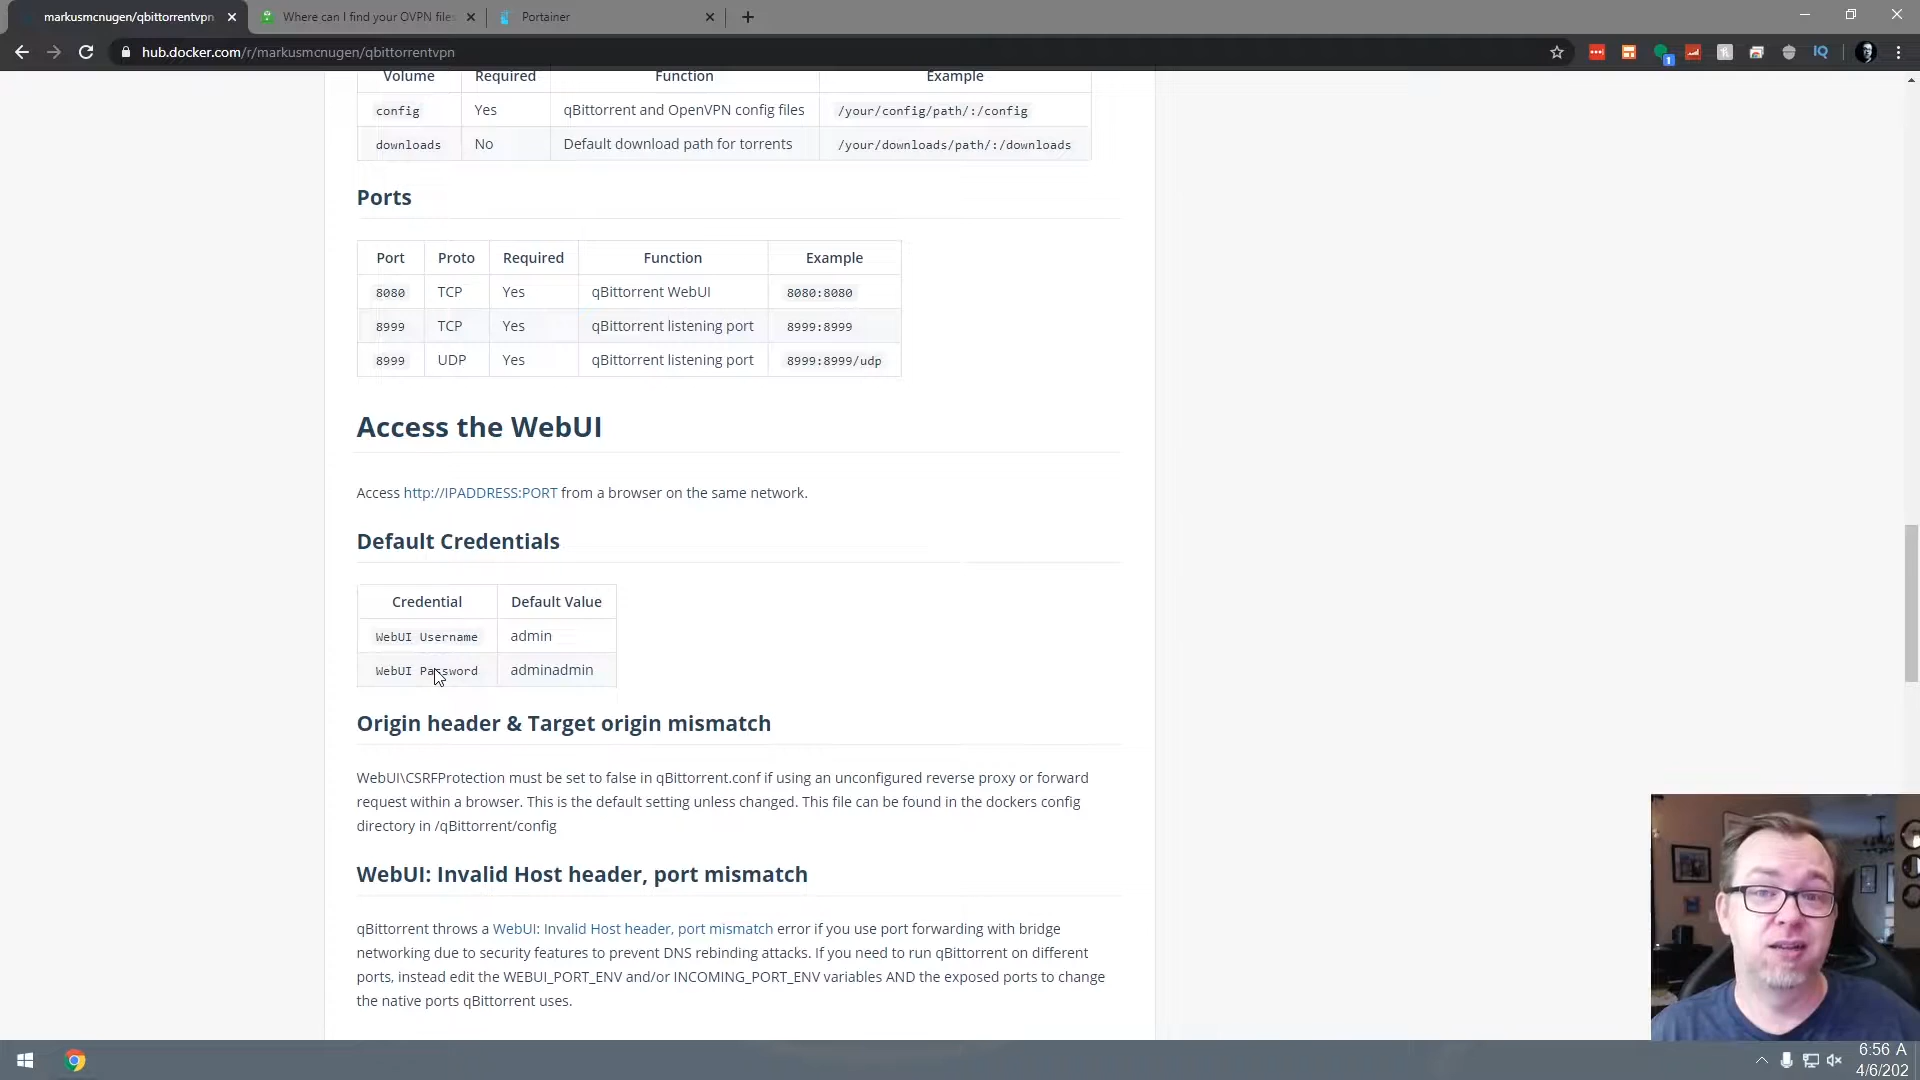 markusmcnugen/qbittorrentvpn
Where can I find your OVPN files
Portainer
hub.docker.com/r/markusmcnugen/qbittorrentvpn
IQ
1
Volume Required Function Example
config Yes qBittorrent and OpenVPN config files /your/config/path/:/config
downloads No Default download path for torrents /your/downloads/path/:/downloads
Ports
Port Proto Required Function Example
8080 TCP Yes qBittorrent WebUI 8080:8080
8999 TCP Yes qBittorrent listening port 8999:8999
8999 UDP Yes qBittorrent listening port 8999:8999/udp
Access the WebUI
Access http://IPADDRESS:PORT from a browser on the same network.
Default Credentials
Credential Default Value
WebUI Username admin
WebUI Password adminadmin
Origin header & Target origin mismatch
WebUI\CSRFProtection must be set to false in qBittorrent.conf if using an unconfigured reverse proxy or forward
request within a browser. This is the default setting unless changed. This file can be found in the dockers config
directory in /qBittorrent/config
WebUI: Invalid Host header, port mismatch
qBittorrent throws a WebUI: Invalid Host header, port mismatch error if you use port forwarding with bridge
networking due to security features to prevent DNS rebinding attacks. If you need to run qBittorrent on different
ports, instead edit the WEBUI_PORT_ENV and/or INCOMING_PORT_ENV variables AND the exposed ports to change
the native ports qBittorrent uses.
6:56 A
4/6/202